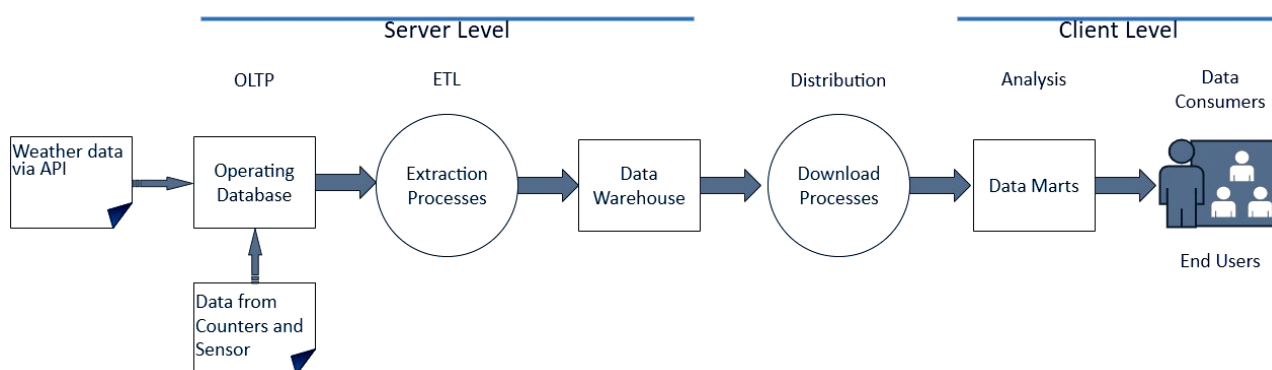 Server Level
Client Level
OLTP
ETL
Distribution
Analysis
Data
Consumers
Weather data
via API
Operating
Database
Extraction
Processes
Data
Warehouse
Download
Processes
Data Marts
End Users
Data from
Counters and
Sensor